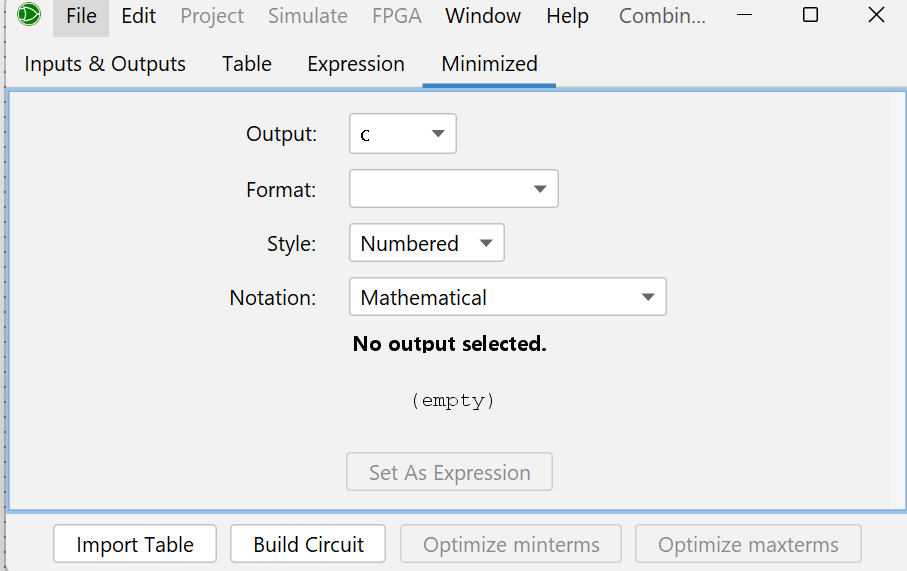 File Edit Project Simulate FPGA Window Help Combin...
Inputs & Outputs Table Expression Minimized
Output: c
Format:
Style: Numbered
Notation: Mathematical
No output selected.
(empty)
Set As Expression
Import Table Build Circuit Optimize minterms Optimize maxterms